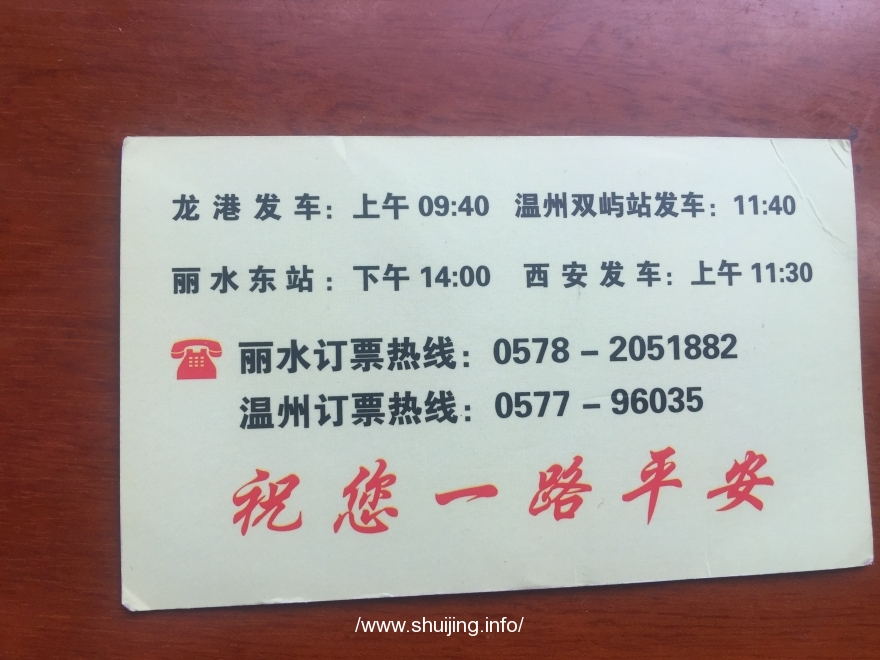 龙港发车：上午 09:40 温州双屿站发车：11:40
丽水东站：下午 14:00 西安发车：上午 11:30
丽水订票热线：0578 – 2051882
温州订票热线：0577 – 96035
祝您一路平安
/www.shuijing.info/